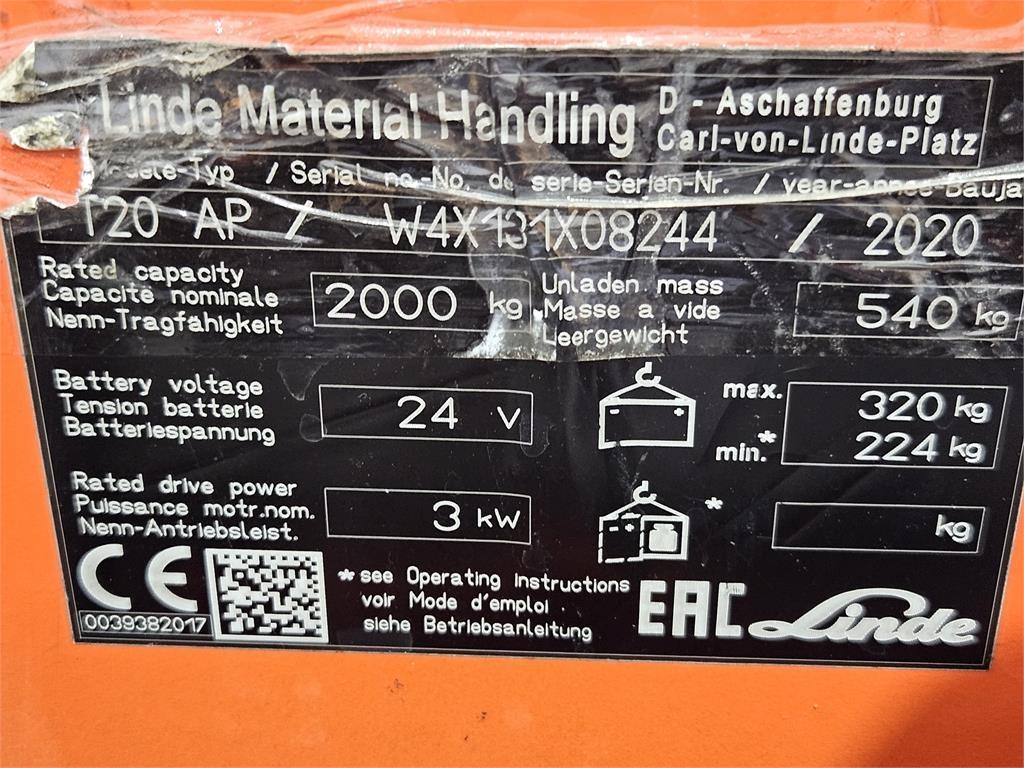 Linde Material Handling D - Aschaffenburg
Carl-von-Linde-Platz
-Typ / Serial no.-No. de serie-Serien-Nr. / year-annee-Bauja
T20 AP / W4X131X08244 / 2020
Rated capacity
Capacite nominale
Nenn-Tragfähigkeit
2000 kg
Unladen mass
Masse a vide
Leergewicht
540 kg
Battery voltage
Tension batterie
Batteriespannung
24 V
max. 320 kg
min.* 224 kg
Rated drive power
Puissance motr.nom.
Nenn-Antriebsleist.
3 kW
* kg
CE
0039382017
* see Operating instructions
voir Mode d'emploi
siehe Betriebsanleitung
EAC Linde